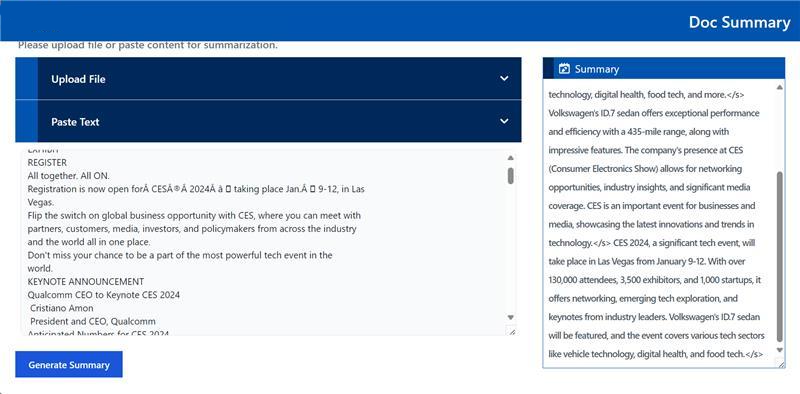 Doc Summary
Please upload file or paste content for summarization.
Upload File
Paste Text
EXHIBIT
REGISTER
All together. All ON.
Registration is now open forÂ CES®Â 2024Â â taking place Jan.Â 9-12, in Las
Vegas.
Flip the switch on global business opportunity with CES, where you can meet with
partners, customers, media, investors, and policymakers from across the industry
and the world all in one place.
Don't miss your chance to be a part of the most powerful tech event in the
world.
KEYNOTE ANNOUNCEMENT
Qualcomm CEO to Keynote CES 2024
Cristiano Amon
President and CEO, Qualcomm
Anticipated Numbers for CES 2024
Generate Summary
Summary
technology, digital health, food tech, and more.</s>
Volkswagen's ID.7 sedan offers exceptional performance
and efficiency with a 435-mile range, along with
impressive features. The company's presence at CES
(Consumer Electronics Show) allows for networking
opportunities, industry insights, and significant media
coverage. CES is an important event for businesses and
media, showcasing the latest innovations and trends in
technology.</s> CES 2024, a significant tech event, will
take place in Las Vegas from January 9-12. With over
130,000 attendees, 3,500 exhibitors, and 1,000 startups, it
offers networking, emerging tech exploration, and
keynotes from industry leaders. Volkswagen's ID.7 sedan
will be featured, and the event covers various tech sectors
like vehicle technology, digital health, and food tech.</s>